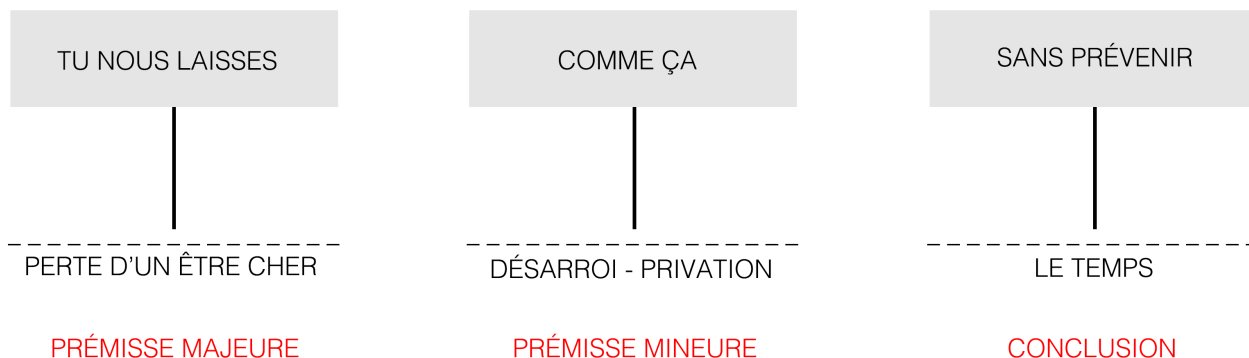 TU NOUS LAISSES
COMME ÇA
SANS PRÉVENIR
PERTE D'UN ÊTRE CHER
DÉSARROI - PRIVATION
LE TEMPS
PRÉMISSE MAJEURE
PRÉMISSE MINEURE
CONCLUSION